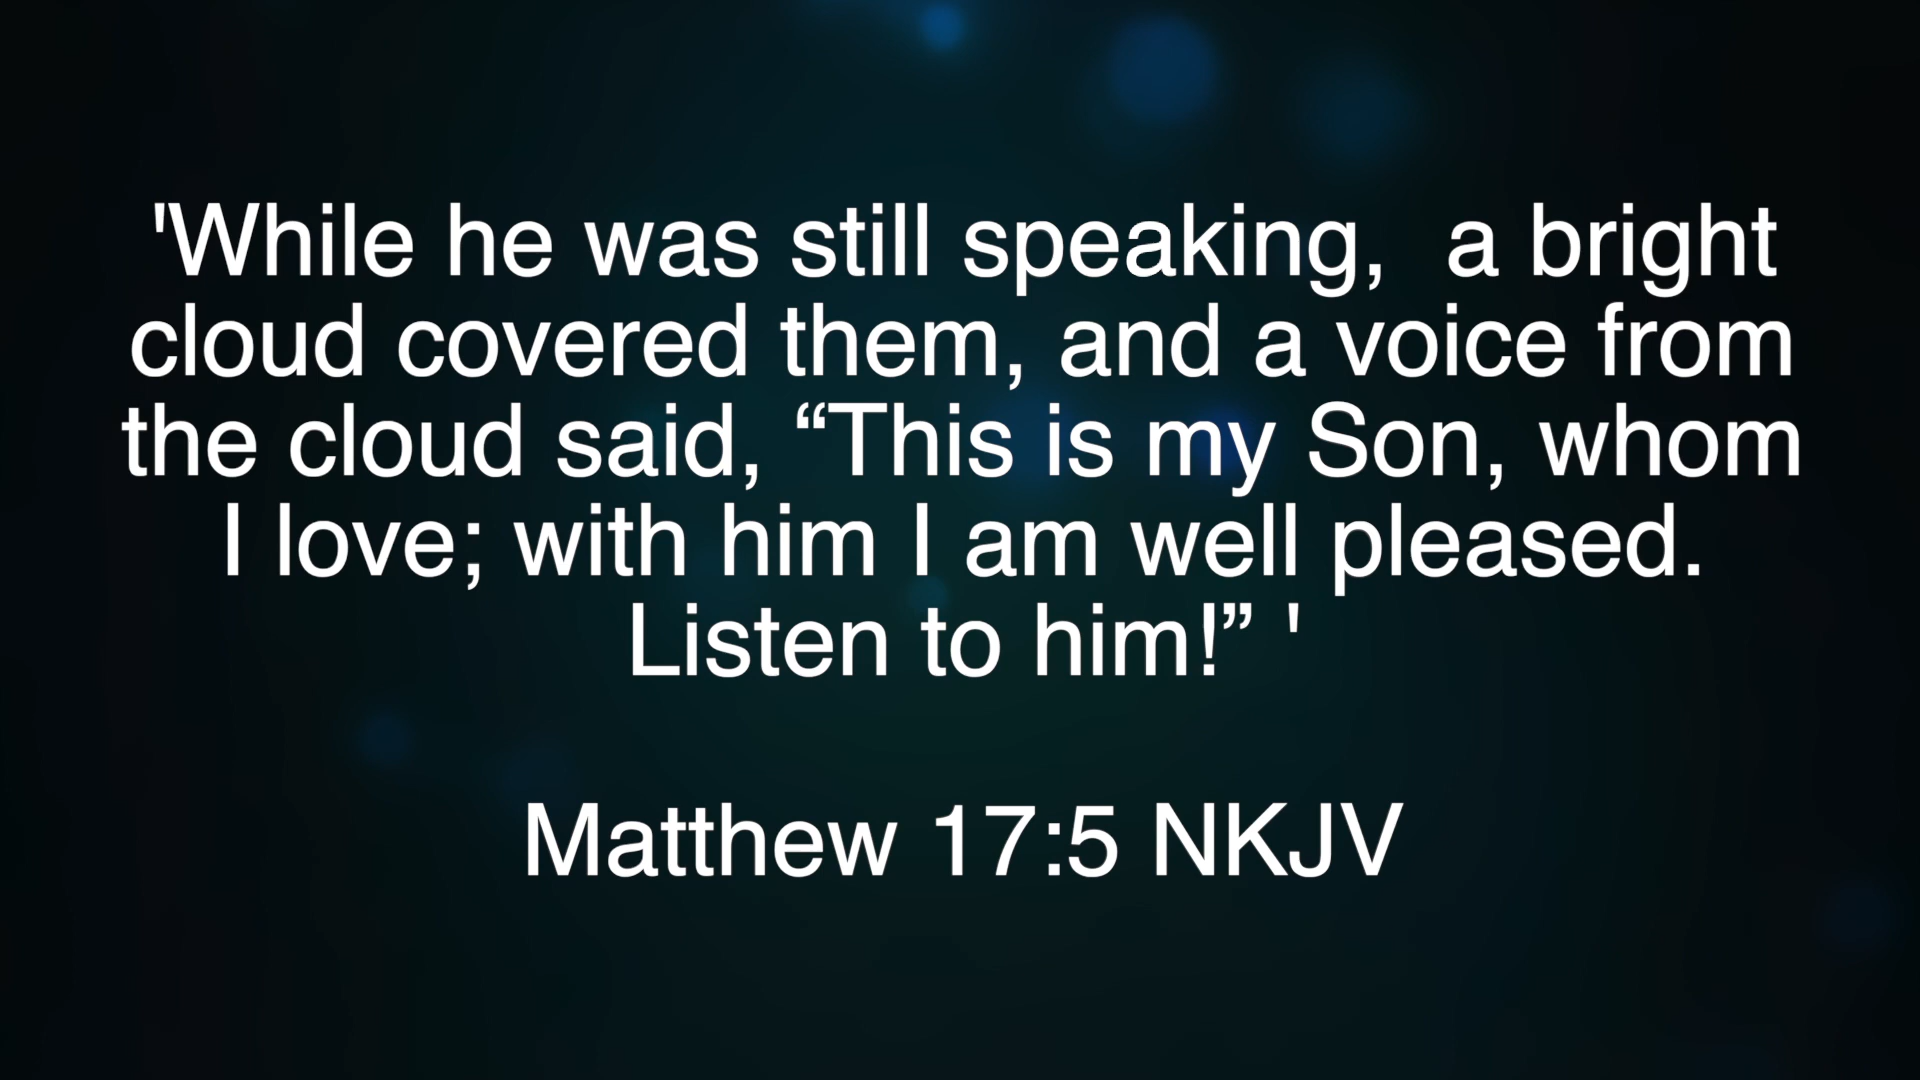 'While he was still speaking,  a bright
cloud covered them, and a voice from
the cloud said, “This is my Son, whom
I love; with him I am well pleased.
Listen to him!” '
Matthew 17:5 NKJV